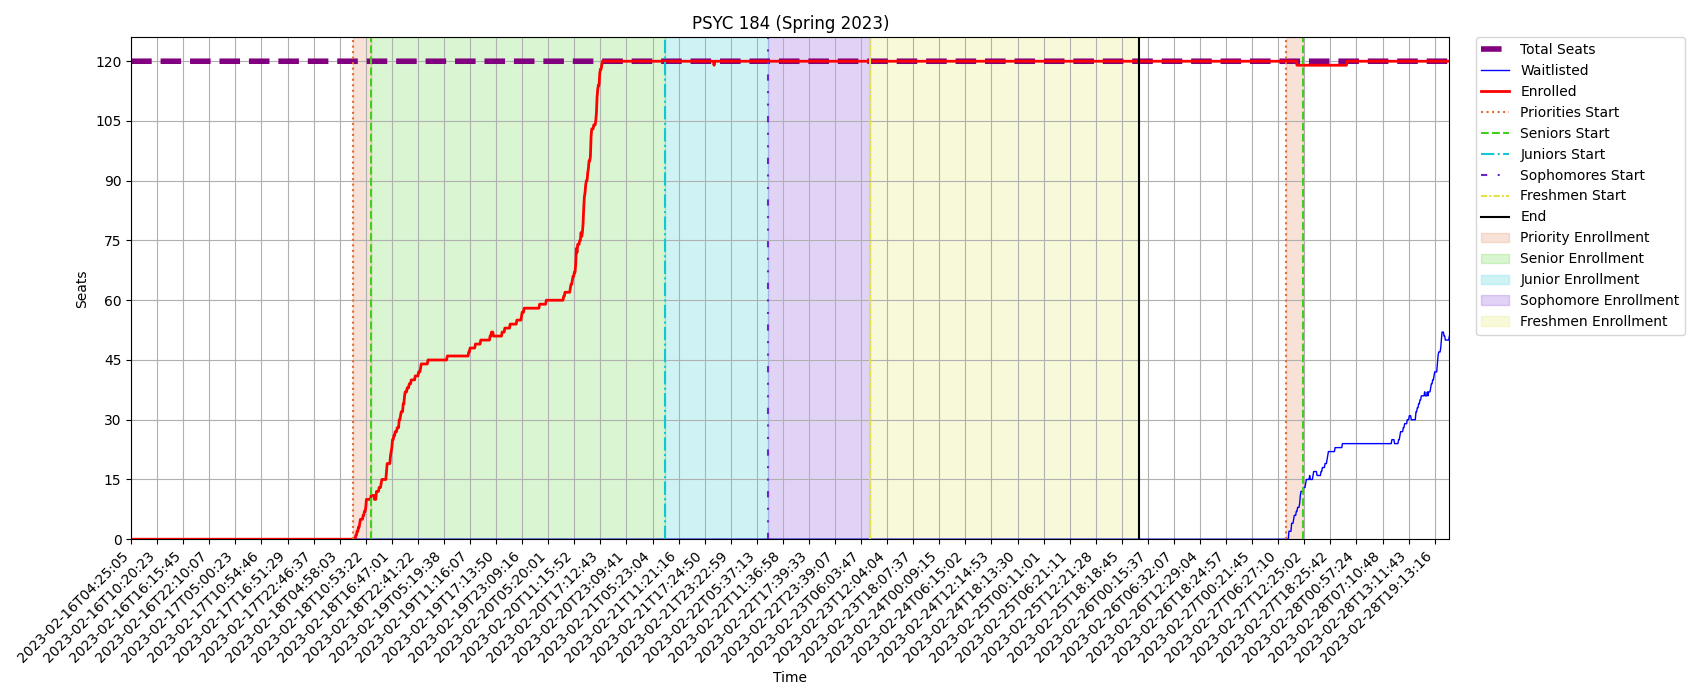 PSYC 184 (Spring 2023)
Seats
120
105
90
75
60
45
30
15
0
2023-02-16T04:25:05
2023-02-16T10:20:23
2023-02-16T16:15:45
2023-02-16T22:10:07
2023-02-17T05:00:23
2023-02-17T10:54:46
2023-02-17T16:51:29
2023-02-17T22:46:37
2023-02-18T04:58:03
2023-02-18T10:53:22
2023-02-18T16:47:01
2023-02-18T22:41:22
2023-02-19T05:19:38
2023-02-19T11:16:07
2023-02-19T17:13:50
2023-02-19T23:09:16
2023-02-20T05:20:01
2023-02-20T11:15:52
2023-02-20T17:12:43
2023-02-20T23:09:41
2023-02-21T05:23:04
2023-02-21T11:21:16
2023-02-21T17:24:50
2023-02-21T23:22:59
2023-02-22T05:37:13
2023-02-22T11:36:58
2023-02-22T17:39:33
2023-02-22T23:39:07
2023-02-23T06:03:47
2023-02-23T12:04:04
2023-02-23T18:07:37
2023-02-24T00:09:15
2023-02-24T06:15:02
2023-02-24T12:14:53
2023-02-24T18:13:30
2023-02-25T00:11:01
2023-02-25T06:21:11
2023-02-25T12:21:28
2023-02-25T18:18:45
2023-02-26T00:15:37
2023-02-26T06:32:07
2023-02-26T12:29:04
2023-02-26T18:24:57
2023-02-27T00:21:45
2023-02-27T06:27:10
2023-02-27T12:25:02
2023-02-27T18:25:42
2023-02-28T00:57:24
2023-02-28T07:10:48
2023-02-28T13:11:43
2023-02-28T19:13:16
Time
Total Seats
Waitlisted
Enrolled
Priorities Start
Seniors Start
Juniors Start
Sophomores Start
Freshmen Start
End
Priority Enrollment
Senior Enrollment
Junior Enrollment
Sophomore Enrollment
Freshmen Enrollment